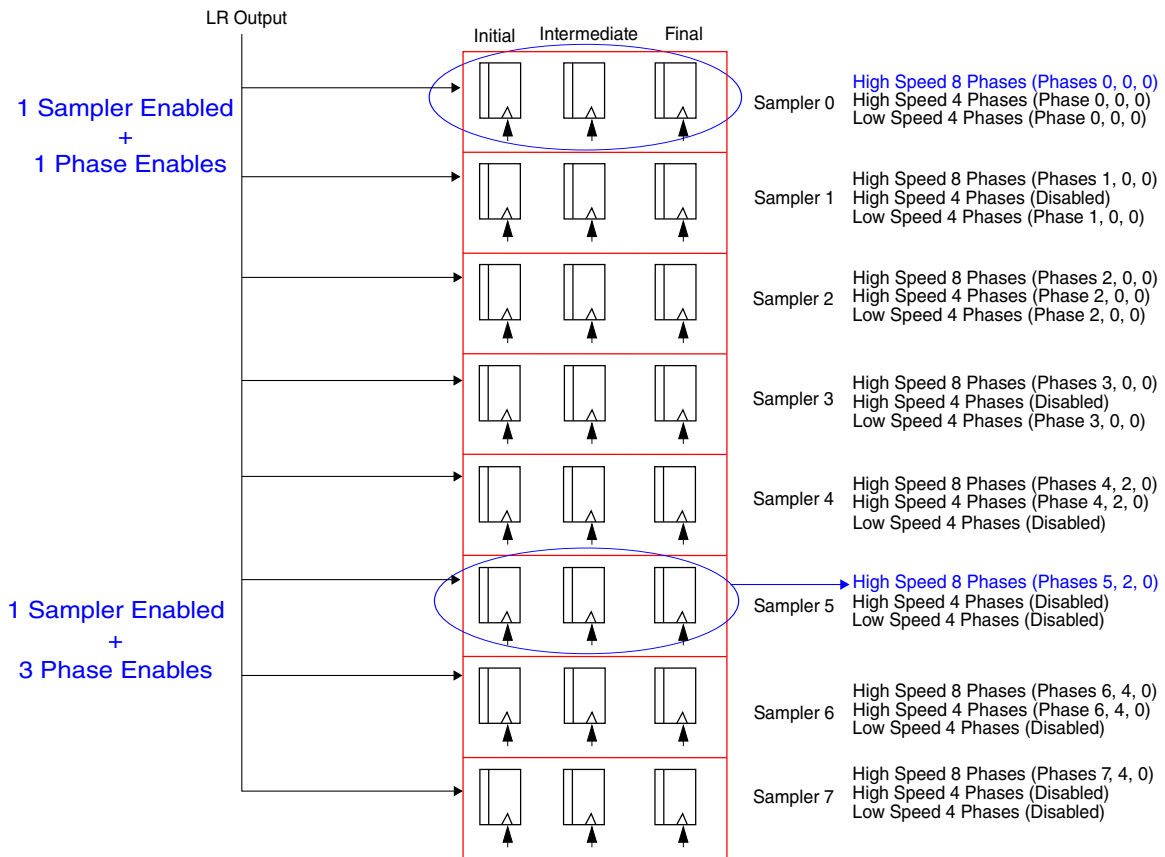 LR Output
Initial Intermediate Final
1 Sampler Enabled
+
1 Phase Enables
Sampler 0
High Speed 8 Phases (Phases 0, 0, 0)
High Speed 4 Phases (Phase 0, 0, 0)
Low Speed 4 Phases (Phase 0, 0, 0)
Sampler 1
High Speed 8 Phases (Phases 1, 0, 0)
High Speed 4 Phases (Disabled)
Low Speed 4 Phases (Phase 1, 0, 0)
Sampler 2
High Speed 8 Phases (Phases 2, 0, 0)
High Speed 4 Phases (Phase 2, 0, 0)
Low Speed 4 Phases (Phase 2, 0, 0)
Sampler 3
High Speed 8 Phases (Phases 3, 0, 0)
High Speed 4 Phases (Disabled)
Low Speed 4 Phases (Phase 3, 0, 0)
Sampler 4
High Speed 8 Phases (Phases 4, 2, 0)
High Speed 4 Phases (Phase 4, 2, 0)
Low Speed 4 Phases (Disabled)
1 Sampler Enabled
+
3 Phase Enables
Sampler 5
High Speed 8 Phases (Phases 5, 2, 0)
High Speed 4 Phases (Disabled)
Low Speed 4 Phases (Disabled)
Sampler 6
High Speed 8 Phases (Phases 6, 4, 0)
High Speed 4 Phases (Phase 6, 4, 0)
Low Speed 4 Phases (Disabled)
Sampler 7
High Speed 8 Phases (Phases 7, 4, 0)
High Speed 4 Phases (Disabled)
Low Speed 4 Phases (Disabled)